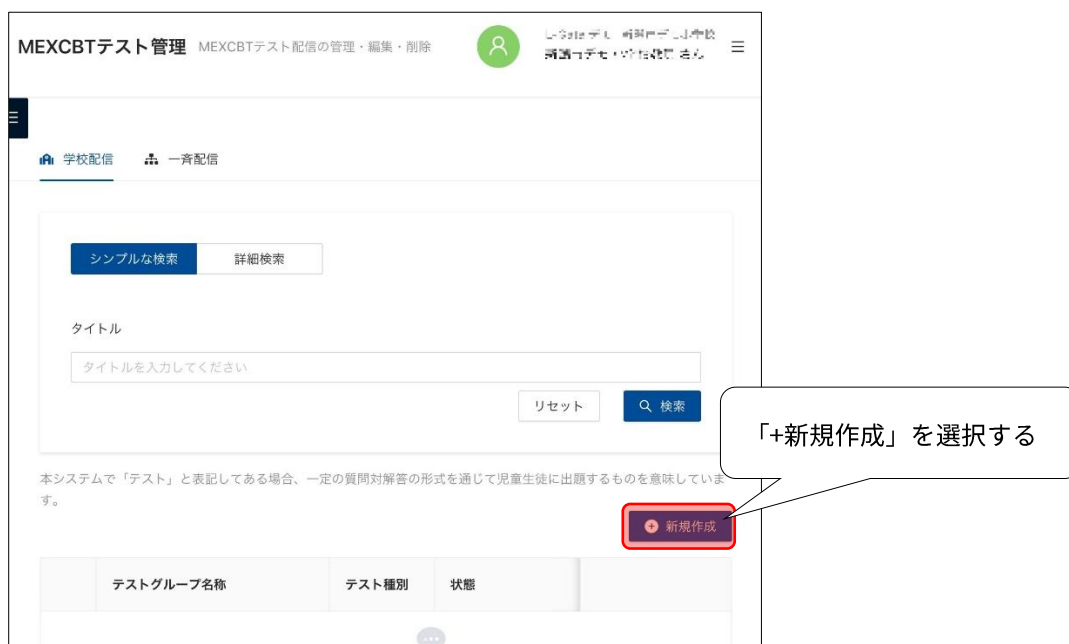 MEXCBTテスト管理 MEXCBTテスト配信の管理・編集・削除
学校配信 一斉配信
シンプルな検索 詳細検索
タイトル
タイトルを入力してください
リセット 検索
「+新規作成」を選択する
本システムで「テスト」と表記してある場合、一定の質問対解答の形式を通じて児童生徒に出題するものを意味していま
す。
新規作成
テストグループ名称 テスト種別 状態